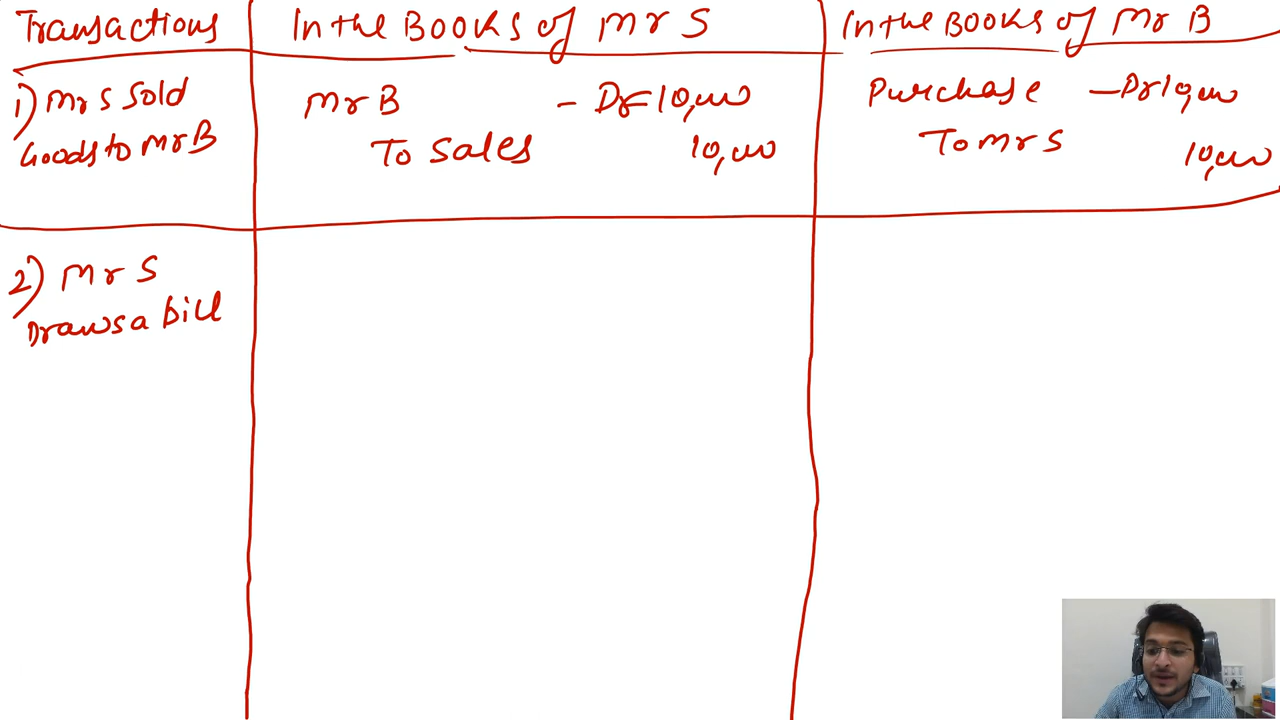 Transactions
In the Books of Mr S
In the Books of Mr B
1) Mr S Sold
Goods to Mr B
Mr B - Dr 10,000
To Sales 10,000
Purchase - Dr 10,000
To Mr S 10,000
2) Mr S
Draws a bill